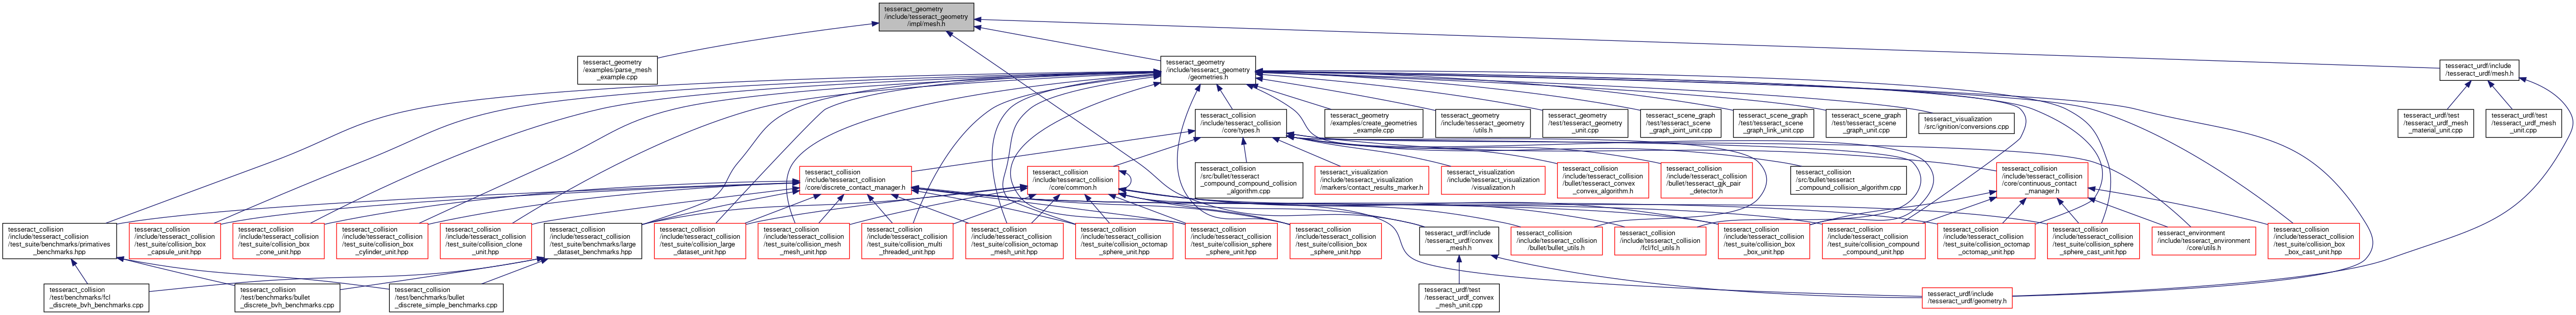 tesseract_geometry
/include/tesseract_geometry
/impl/mesh.h
tesseract_geometry
/examples/parse_mesh
_example.cpp
tesseract_geometry
/include/tesseract_geometry
/geometries.h
tesseract_urdf/include
/tesseract_urdf/mesh.h
tesseract_collision
/include/tesseract_collision
/core/types.h
tesseract_geometry
/examples/create_geometries
_example.cpp
tesseract_geometry
/include/tesseract_geometry
/utils.h
tesseract_geometry
/test/tesseract_geometry
_unit.cpp
tesseract_scene_graph
/test/tesseract_scene
_graph_joint_unit.cpp
tesseract_scene_graph
/test/tesseract_scene
_graph_link_unit.cpp
tesseract_scene_graph
/test/tesseract_scene
_graph_unit.cpp
tesseract_visualization
/src/ignition/conversions.cpp
tesseract_urdf/test
/tesseract_urdf_mesh
_material_unit.cpp
tesseract_urdf/test
/tesseract_urdf_mesh
_unit.cpp
tesseract_collision
/include/tesseract_collision
/core/discrete_contact_manager.h
tesseract_collision
/include/tesseract_collision
/core/common.h
tesseract_collision
/src/bullet/tesseract
_compound_compound_collision
_algorithm.cpp
tesseract_visualization
/include/tesseract_visualization
/markers/contact_results_marker.h
tesseract_visualization
/include/tesseract_visualization
/visualization.h
tesseract_collision
/include/tesseract_collision
/bullet/tesseract_convex
_convex_algorithm.h
tesseract_collision
/include/tesseract_collision
/bullet/tesseract_gjk_pair
_detector.h
tesseract_collision
/src/bullet/tesseract
_compound_collision_algorithm.cpp
tesseract_collision
/include/tesseract_collision
/core/continuous_contact
_manager.h
tesseract_collision
/include/tesseract_collision
/test_suite/benchmarks/primatives
_benchmarks.hpp
tesseract_collision
/include/tesseract_collision
/test_suite/collision_box
_capsule_unit.hpp
tesseract_collision
/include/tesseract_collision
/test_suite/collision_box
_cone_unit.hpp
tesseract_collision
/include/tesseract_collision
/test_suite/collision_box
_cylinder_unit.hpp
tesseract_collision
/include/tesseract_collision
/test_suite/collision_clone
_unit.hpp
tesseract_collision
/include/tesseract_collision
/test_suite/benchmarks/large
_dataset_benchmarks.hpp
tesseract_collision
/include/tesseract_collision
/test_suite/collision_large
_dataset_unit.hpp
tesseract_collision
/include/tesseract_collision
/test_suite/collision_mesh
_mesh_unit.hpp
tesseract_collision
/include/tesseract_collision
/test_suite/collision_multi
_threaded_unit.hpp
tesseract_collision
/include/tesseract_collision
/test_suite/collision_octomap
_mesh_unit.hpp
tesseract_collision
/include/tesseract_collision
/test_suite/collision_octomap
_sphere_unit.hpp
tesseract_collision
/include/tesseract_collision
/test_suite/collision_sphere
_sphere_unit.hpp
tesseract_collision
/include/tesseract_collision
/test_suite/collision_box
_sphere_unit.hpp
tesseract_urdf/include
/tesseract_urdf/convex
_mesh.h
tesseract_collision
/include/tesseract_collision
/bullet/bullet_utils.h
tesseract_collision
/include/tesseract_collision
/fcl/fcl_utils.h
tesseract_collision
/include/tesseract_collision
/test_suite/collision_box
_box_unit.hpp
tesseract_collision
/include/tesseract_collision
/test_suite/collision_compound
_compound_unit.hpp
tesseract_collision
/include/tesseract_collision
/test_suite/collision_octomap
_octomap_unit.hpp
tesseract_collision
/include/tesseract_collision
/test_suite/collision_sphere
_sphere_cast_unit.hpp
tesseract_environment
/include/tesseract_environment
/core/utils.h
tesseract_collision
/include/tesseract_collision
/test_suite/collision_box
_box_cast_unit.hpp
tesseract_collision
/test/benchmarks/fcl
_discrete_bvh_benchmarks.cpp
tesseract_collision
/test/benchmarks/bullet
_discrete_bvh_benchmarks.cpp
tesseract_collision
/test/benchmarks/bullet
_discrete_simple_benchmarks.cpp
tesseract_urdf/test
/tesseract_urdf_convex
_mesh_unit.cpp
tesseract_urdf/include
/tesseract_urdf/geometry.h